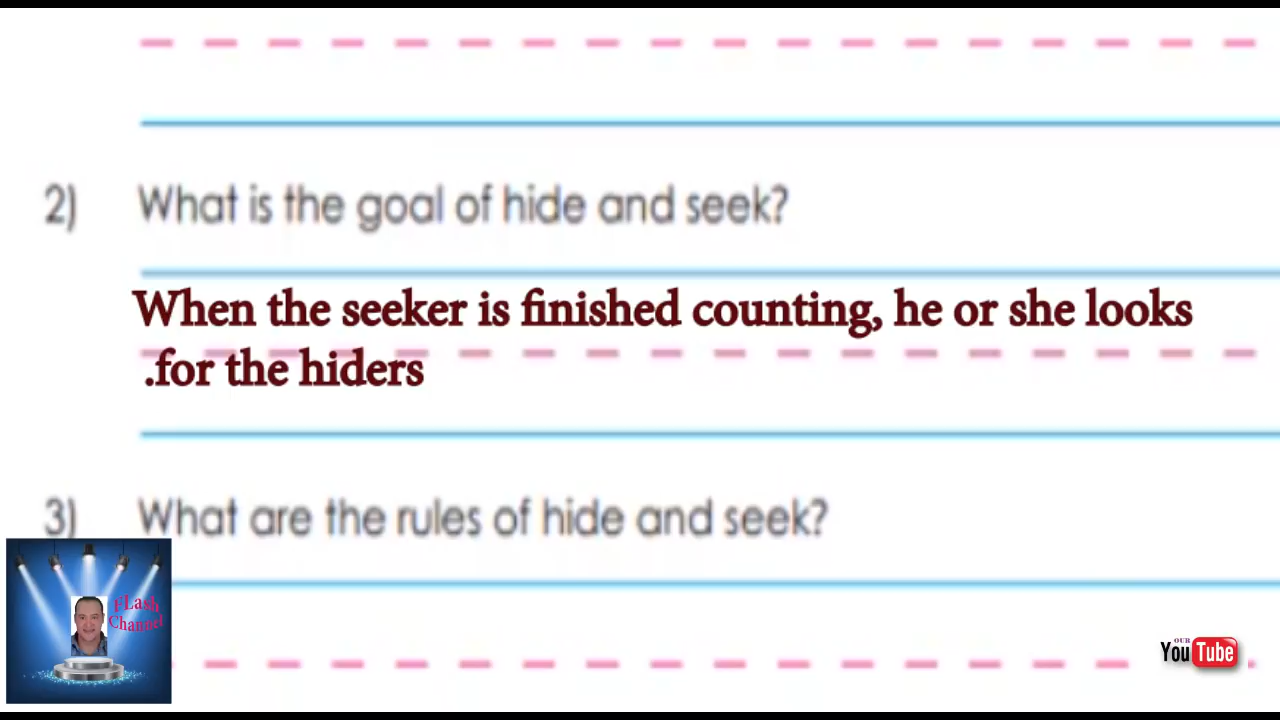 2) What is the goal of hide and seek?
When the seeker is finished counting, he or she looks
.for the hiders
3) What are the rules of hide and seek?
FLash
Channel
OUR
YouTube